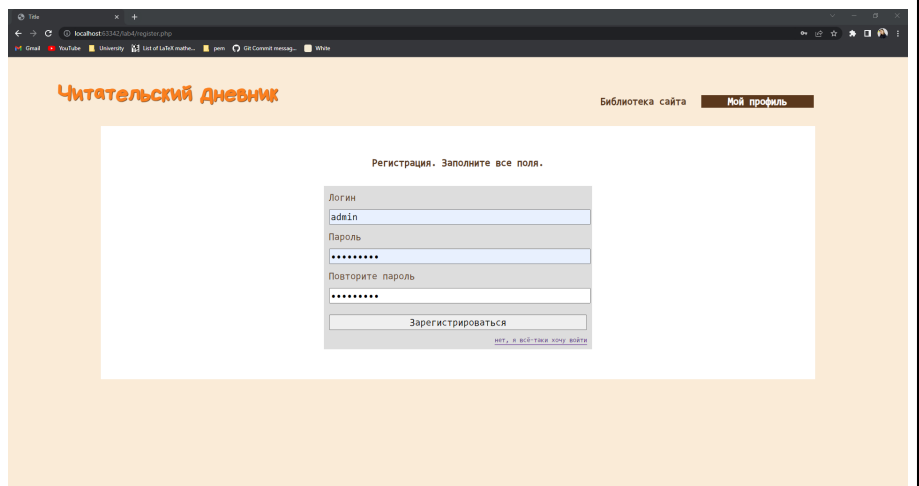 Title
localhost:63342/lab4/register.php
Gmail YouTube University List of LaTeX mathe... pem Git Commit messag... White
Читательский дневник
Библиотека сайта Мой профиль
Регистрация. Заполните все поля.
Логин
admin
Пароль
•••••••••
Повторите пароль
•••••••••
Зарегистрироваться
нет, я всё-таки хочу войти